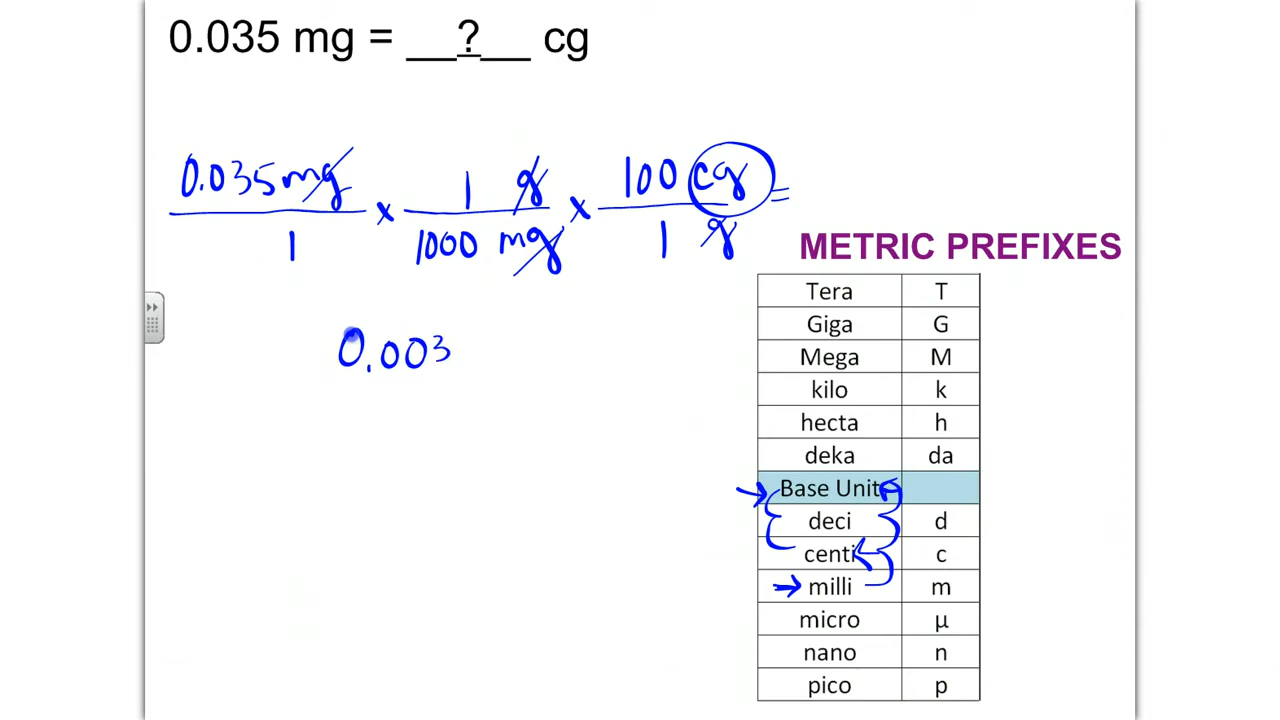 0.035 mg = __?__ cg
0.035 mg × 1 g × 100 cg =
1 1000 mg 1 g
METRIC PREFIXES
0.003
Tera T
Giga G
Mega M
kilo k
hecta h
deka da
Base Unit
deci d
centi c
milli m
micro µ
nano n
pico p